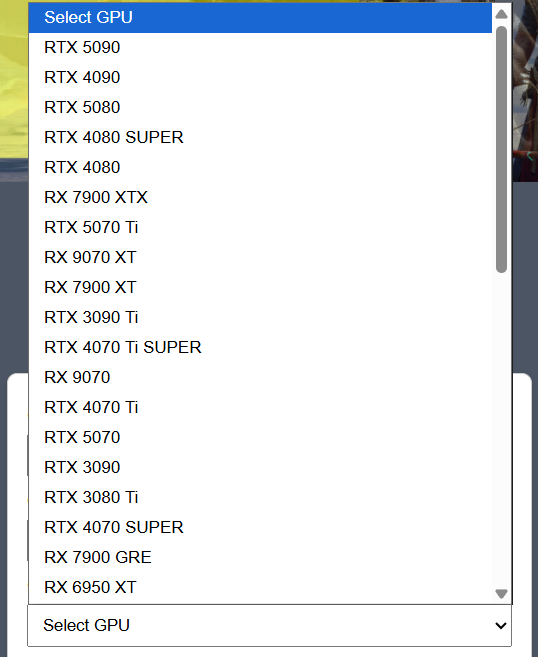 Select GPU
RTX 5090
RTX 4090
RTX 5080
RTX 4080 SUPER
RTX 4080
RX 7900 XTX
RTX 5070 Ti
RX 9070 XT
RX 7900 XT
RTX 3090 Ti
RTX 4070 Ti SUPER
RX 9070
RTX 4070 Ti
RTX 5070
RTX 3090
RTX 3080 Ti
RTX 4070 SUPER
RX 7900 GRE
RX 6950 XT
Select GPU